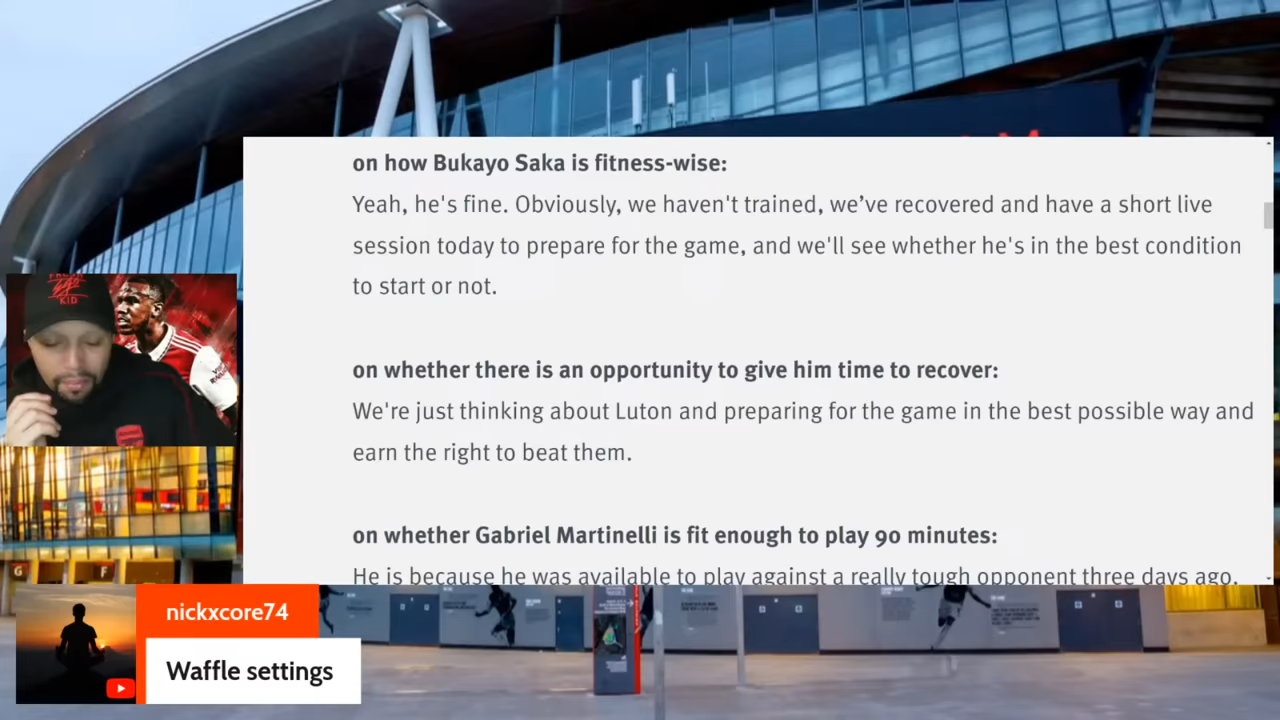 on how Bukayo Saka is fitness-wise:
Yeah, he's fine. Obviously, we haven't trained, we’ve recovered and have a short live
session today to prepare for the game, and we'll see whether he's in the best condition
to start or not.
on whether there is an opportunity to give him time to recover:
We're just thinking about Luton and preparing for the game in the best possible way and
earn the right to beat them.
on whether Gabriel Martinelli is fit enough to play 90 minutes:
He is because he was available to play against a really tough opponent three days ago.
KID
G
F
nickxcore74
Waffle settings